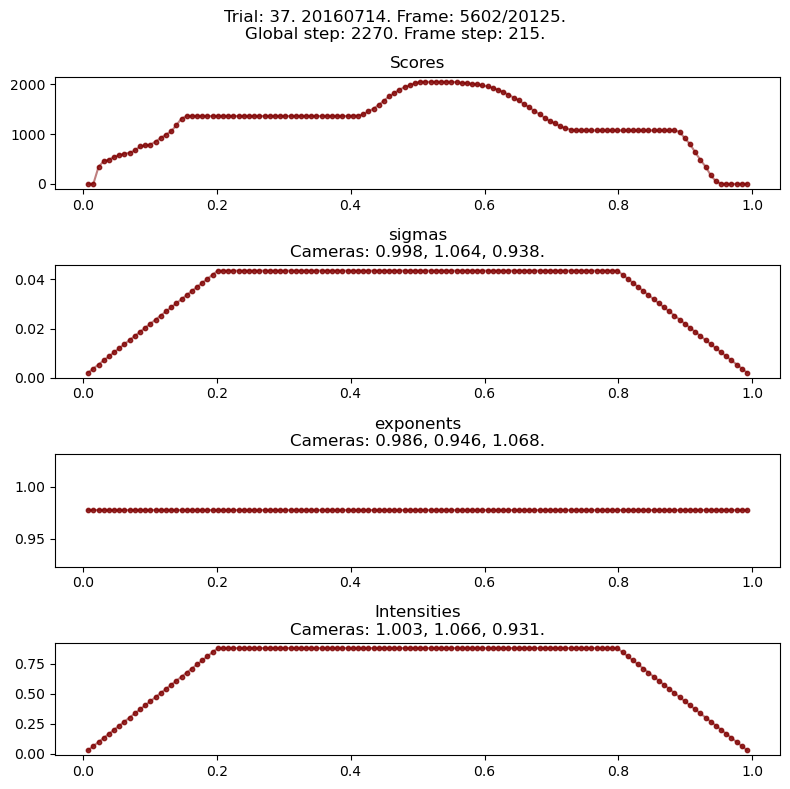 Trial: 37. 20160714. Frame: 5602/20125.
Global step: 2270. Frame step: 215.
Scores
2000
1000
0
0.0 0.2 0.4 0.6 0.8 1.0
sigmas
Cameras: 0.998, 1.064, 0.938.
0.04
0.02
0.00
0.0 0.2 0.4 0.6 0.8 1.0
exponents
Cameras: 0.986, 0.946, 1.068.
1.00
0.95
0.0 0.2 0.4 0.6 0.8 1.0
Intensities
Cameras: 1.003, 1.066, 0.931.
0.75
0.50
0.25
0.00
0.0 0.2 0.4 0.6 0.8 1.0